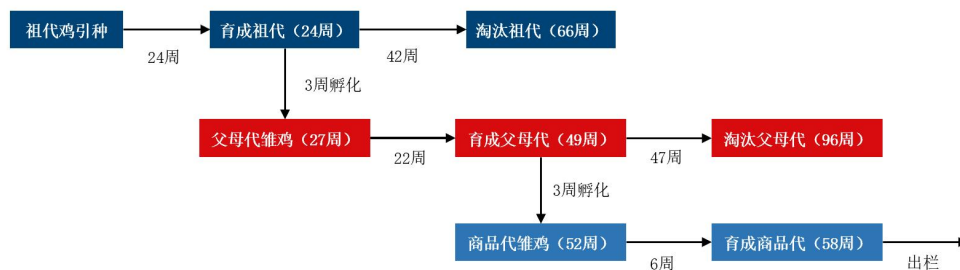 祖代鸡引种
24周
育成祖代（24周）
42周
淘汰祖代（66周）
3周孵化
父母代雏鸡（27周）
22周
育成父母代（49周）
47周
淘汰父母代（96周）
3周孵化
商品代雏鸡（52周）
6周
育成商品代（58周）
出栏